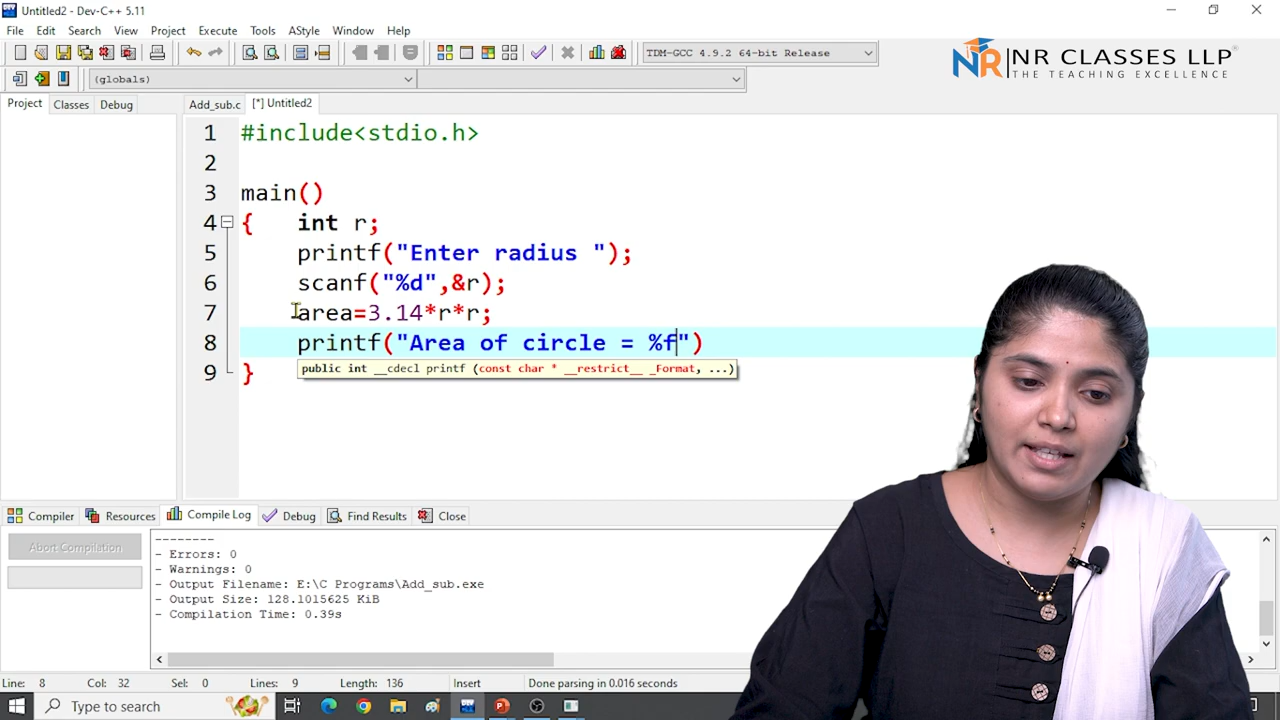 Untitled2 - Dev-C++ 5.11
File Edit Search View Project Execute Tools AStyle Window Help
TDM-GCC 4.9.2 64-bit Release
NR NR CLASSES LLP
THE TEACHING EXCELLENCE
(globals)
Project Classes Debug Add_sub.c [*] Untitled2
1 #include<stdio.h>
2
3 main()
4 { int r;
5 printf("Enter radius ");
6 scanf("%d",&r);
7 area=3.14*r*r;
8 printf("Area of circle = %f")
public int __cdecl printf (const char * __restrict__ _Format, ...)
9 }
Compiler Resources Compile Log Debug Find Results Close
Abort Compilation
--------
- Errors: 0
- Warnings: 0
- Output Filename: E:\C Programs\Add_sub.exe
- Output Size: 128.1015625 KiB
- Compilation Time: 0.39s
Line: 8 Col: 32 Sel: 0 Lines: 9 Length: 136 Insert Done parsing in 0.016 seconds
Type here to search